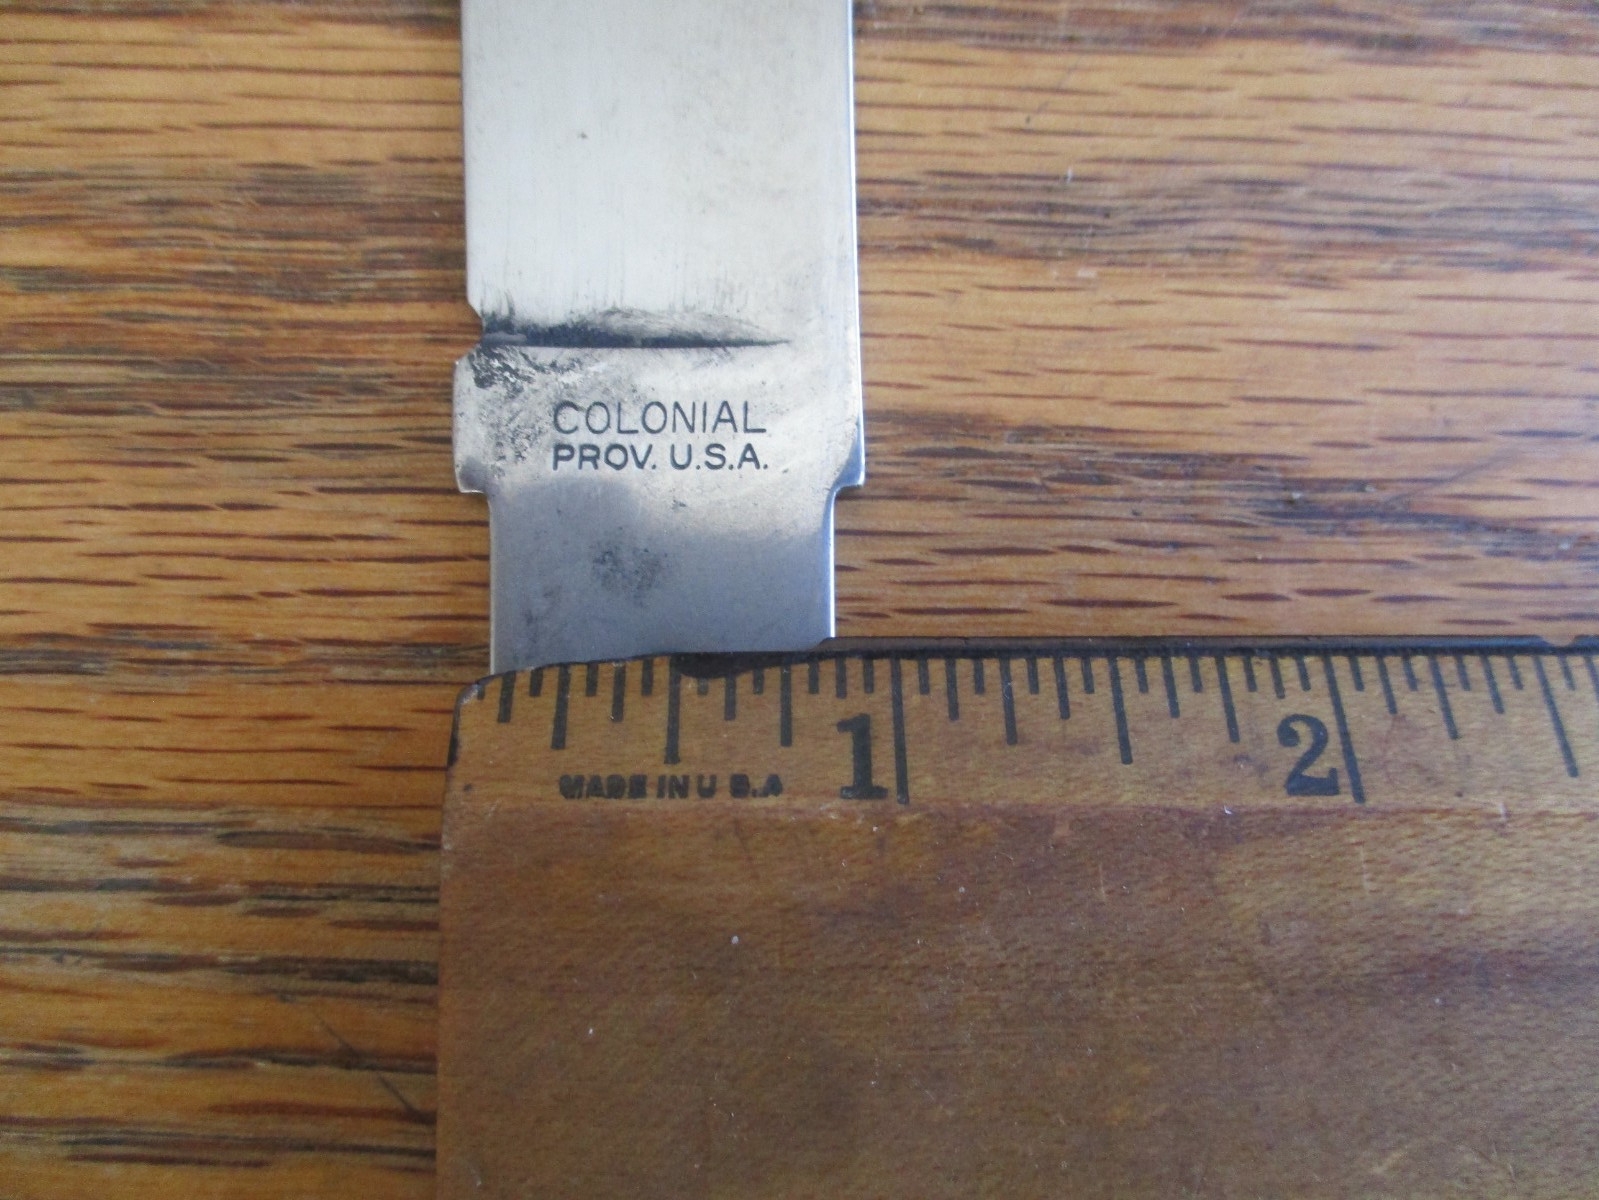 COLONIAL
PROV. U.S.A.
1 2
MADE IN U S.A